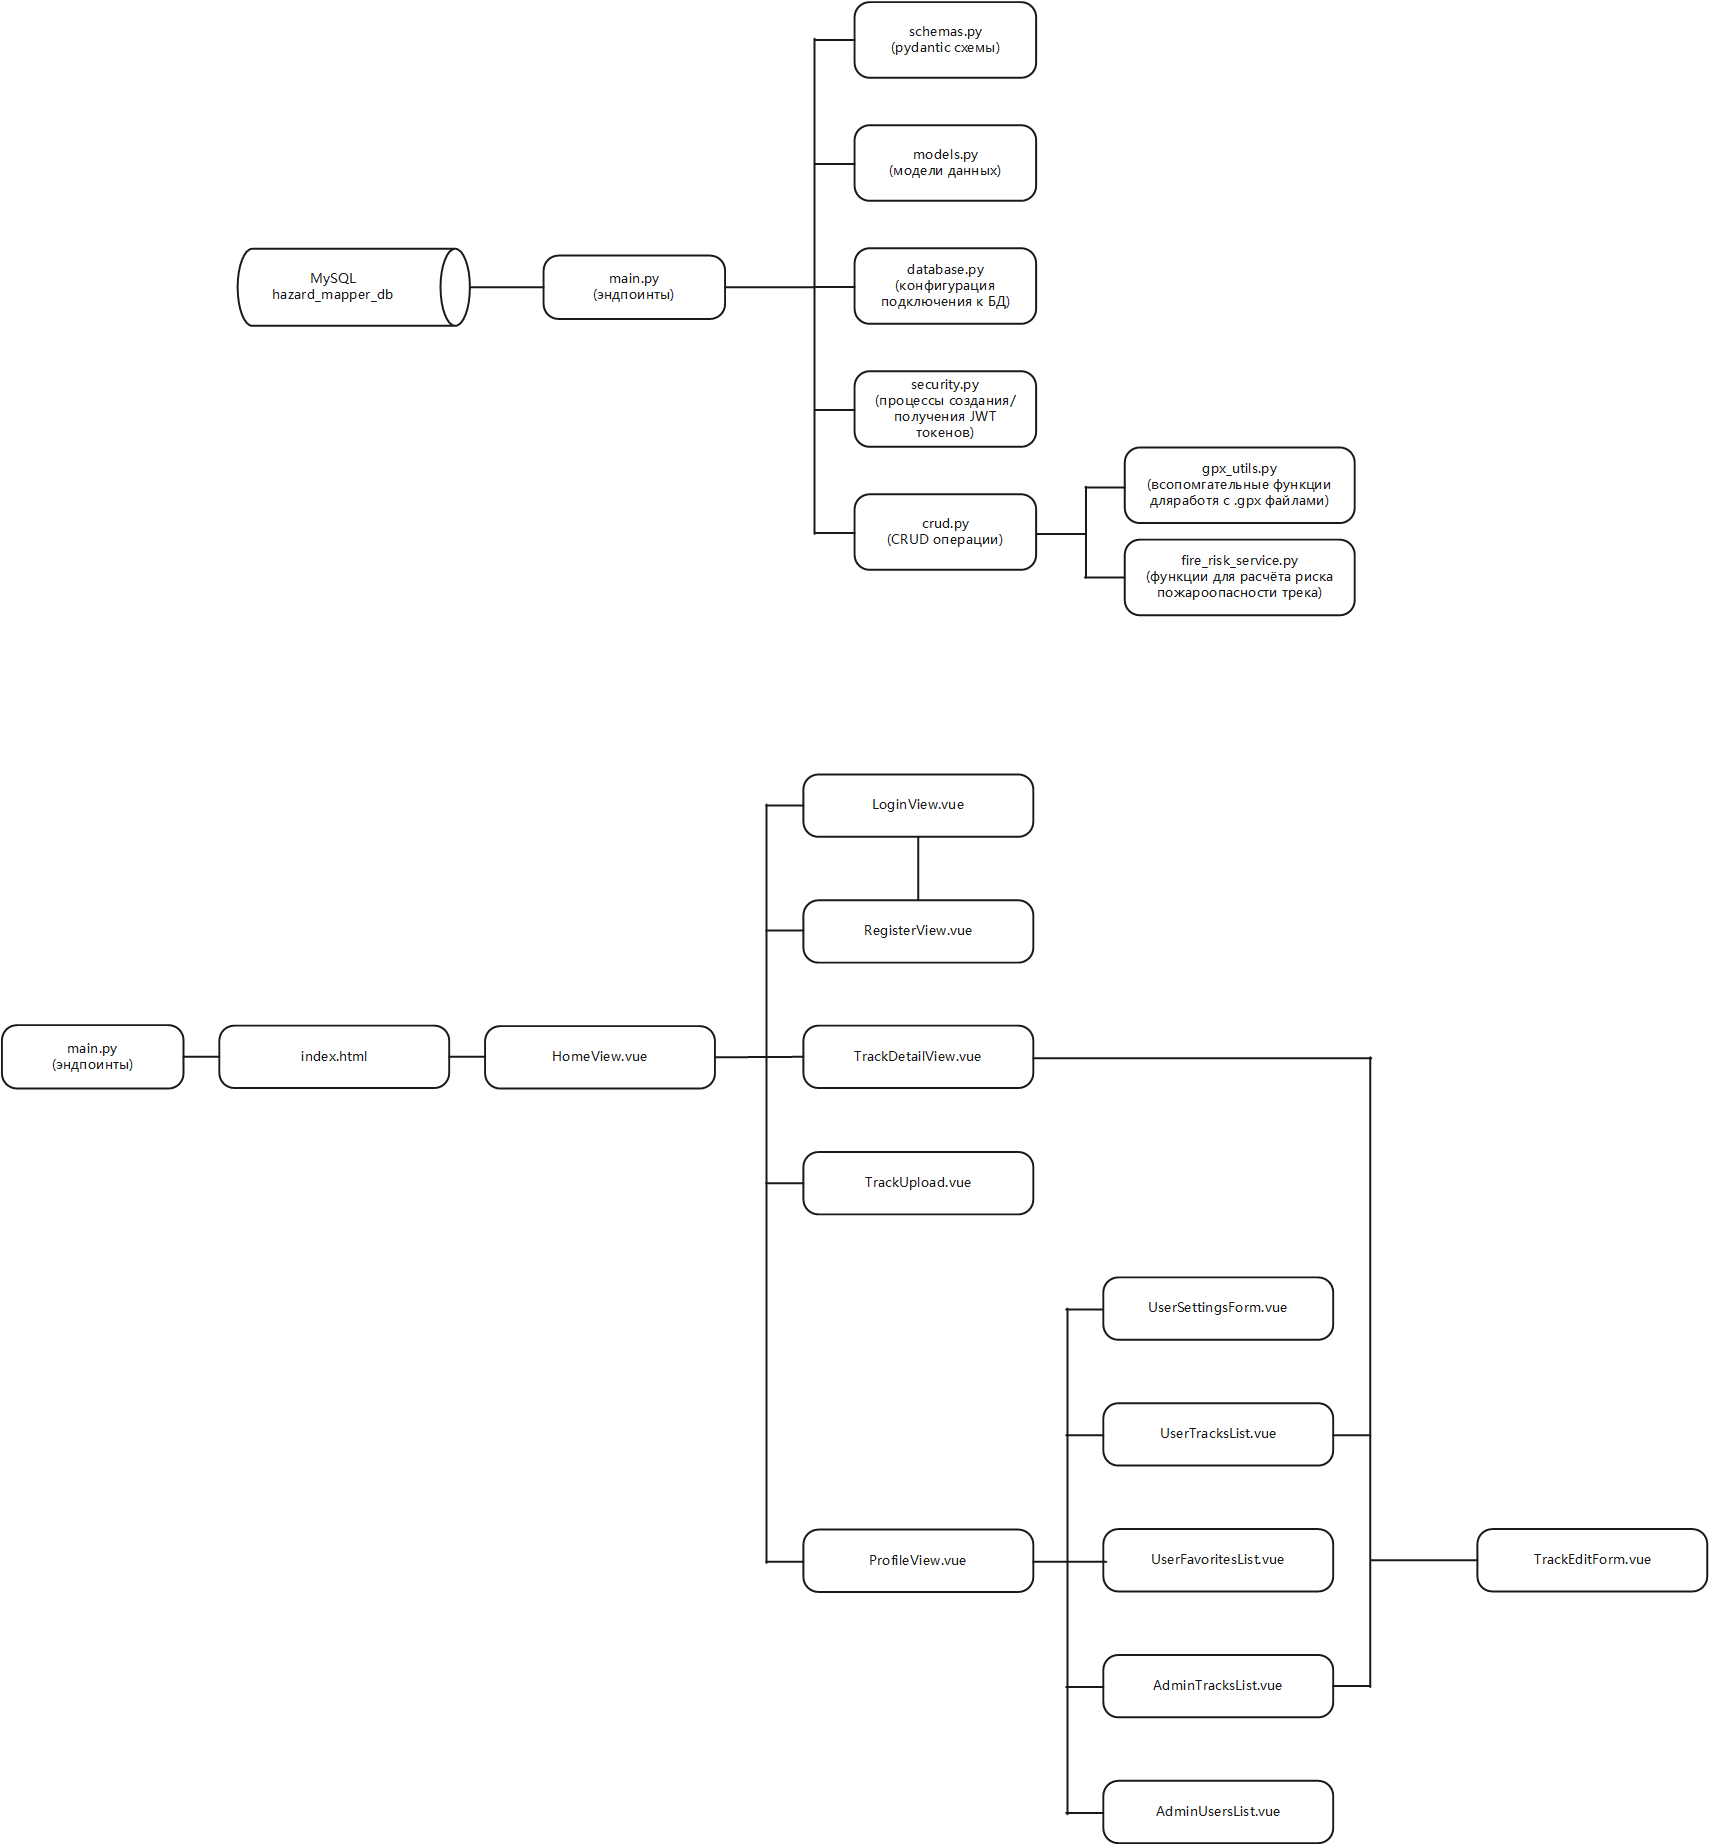 schemas.py
(pydantic схемы)
models.py
(модели данных)
MySQL
hazard_mapper_db
main.py
(эндпоинты)
database.py
(конфигурация
подключения к БД)
security.py
(процессы создания/
получения JWT
токенов)
crud.py
(CRUD операции)
gpx_utils.py
(всопомгательные функции
дляработя с .gpx файлами)
fire_risk_service.py
(функции для расчёта риска
пожароопасности трека)
LoginView.vue
RegisterView.vue
main.py
(эндпоинты)
index.html
HomeView.vue
TrackDetailView.vue
TrackUpload.vue
UserSettingsForm.vue
UserTracksList.vue
ProfileView.vue
UserFavoritesList.vue
TrackEditForm.vue
AdminTracksList.vue
AdminUsersList.vue